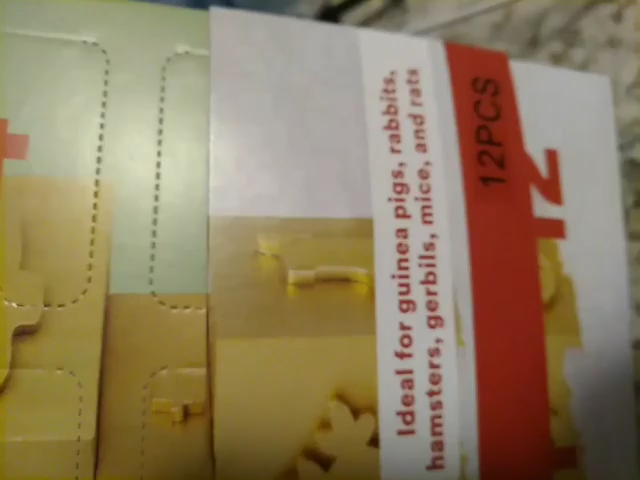 Ideal for guinea pigs, rabbits,
hamsters, gerbils, mice, and rats
12PCS